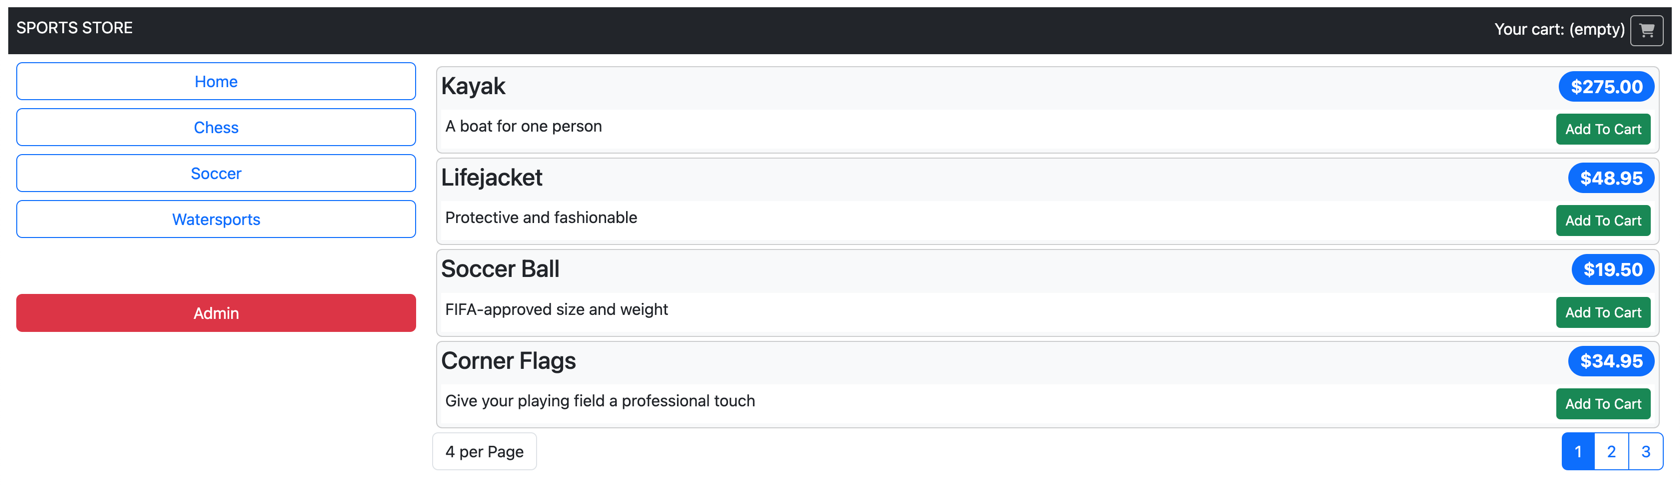 SPORTS STORE
Your cart: (empty)
Home
Chess
Soccer
Watersports
Admin
Kayak
$275.00
A boat for one person
Add To Cart
Lifejacket
$48.95
Protective and fashionable
Add To Cart
Soccer Ball
$19.50
FIFA-approved size and weight
Add To Cart
Corner Flags
$34.95
Give your playing field a professional touch
Add To Cart
4 per Page
1 2 3